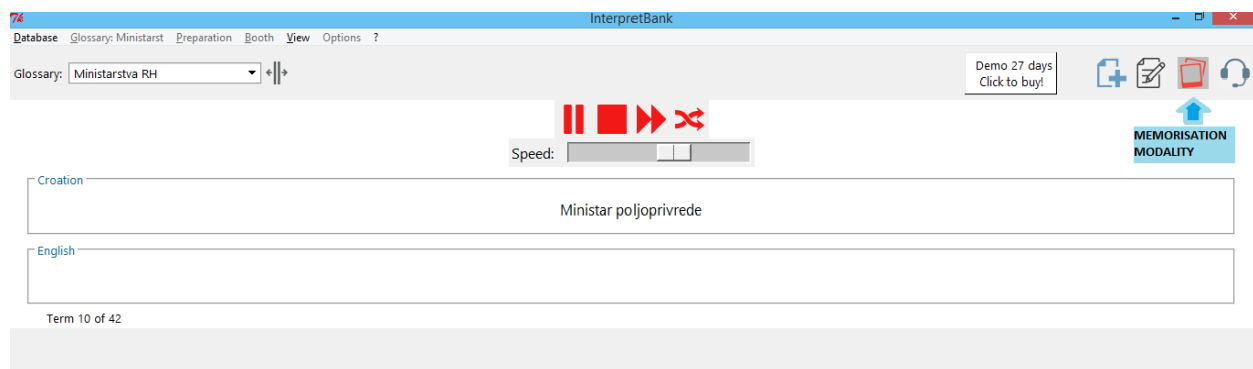 InterpretBank
Database Glossary: Ministarst Preparation Booth View Options ?
Glossary: Ministarstva RH
Demo 27 days
Click to buy!
MEMORISATION
MODALITY
Speed:
Croation
Ministar poljoprivrede
English
Term 10 of 42